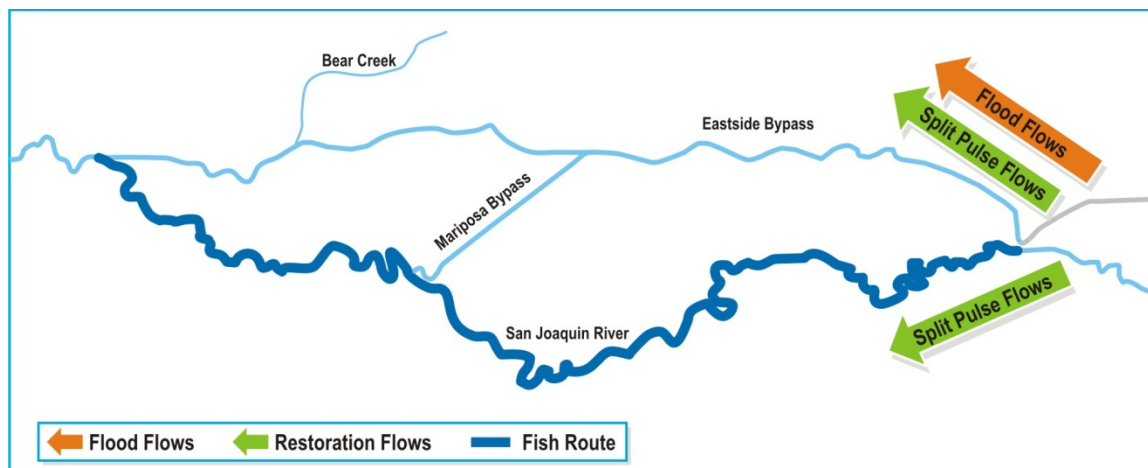 Bear Creek
Eastside Bypass
Flood Flows
Split Pulse Flows
Mariposa Bypass
San Joaquin River
Split Pulse Flows
Flood Flows
Restoration Flows
Fish Route